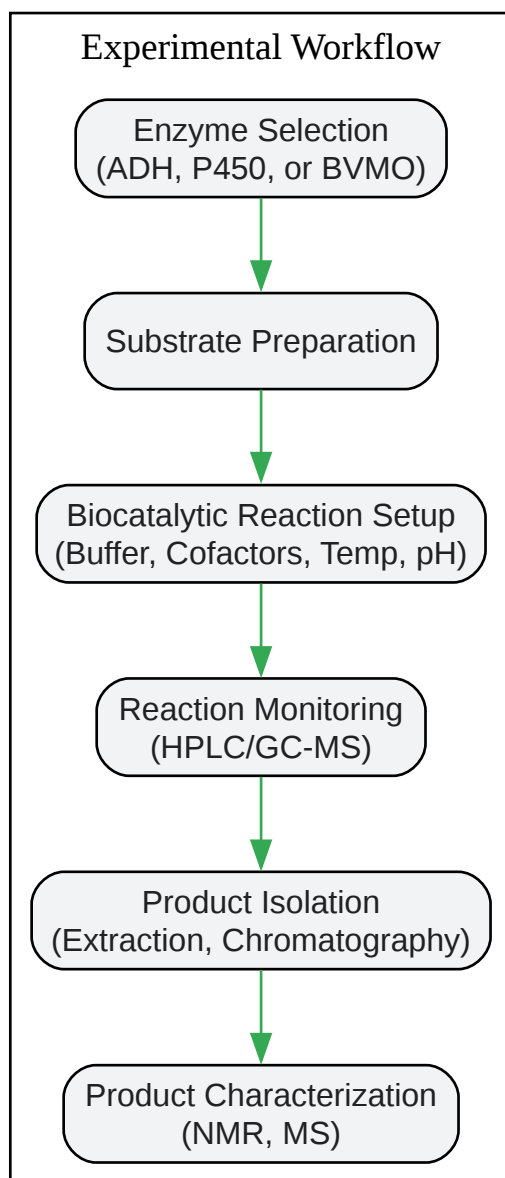 Experimental Workflow
Enzyme Selection
(ADH, P450, or BVMO)
Substrate Preparation
Biocatalytic Reaction Setup
(Buffer, Cofactors, Temp, pH)
Reaction Monitoring
(HPLC/GC-MS)
Product Isolation
(Extraction, Chromatography)
Product Characterization
(NMR, MS)